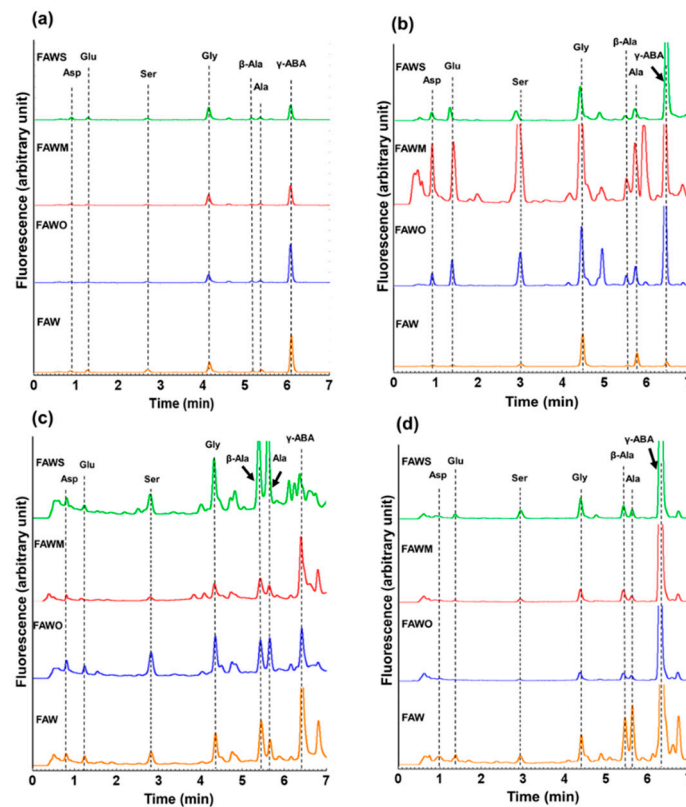 (a)
FAWS
Asp
Glu
Ser
Gly
β-Ala
Ala
γ-ABA
FAWM
FAWO
FAW
Fluorescence (arbitrary unit)
0 1 2 3 4 5 6 7
Time (min)
(b)
FAWS
Asp
Glu
Ser
Gly
β-Ala
Ala
γ-ABA
FAWM
FAWO
FAW
Fluorescence (arbitrary unit)
0 1 2 3 4 5 6 7
Time (min)
(c)
FAWS
Asp
Glu
Ser
Gly
β-Ala
Ala
γ-ABA
FAWM
FAWO
FAW
Fluorescence (arbitrary unit)
0 1 2 3 4 5 6 7
Time (min)
(d)
FAWS
Asp
Glu
Ser
Gly
β-Ala
Ala
γ-ABA
FAWM
FAWO
FAW
Fluorescence (arbitrary unit)
0 1 2 3 4 5 6 7
Time (min)